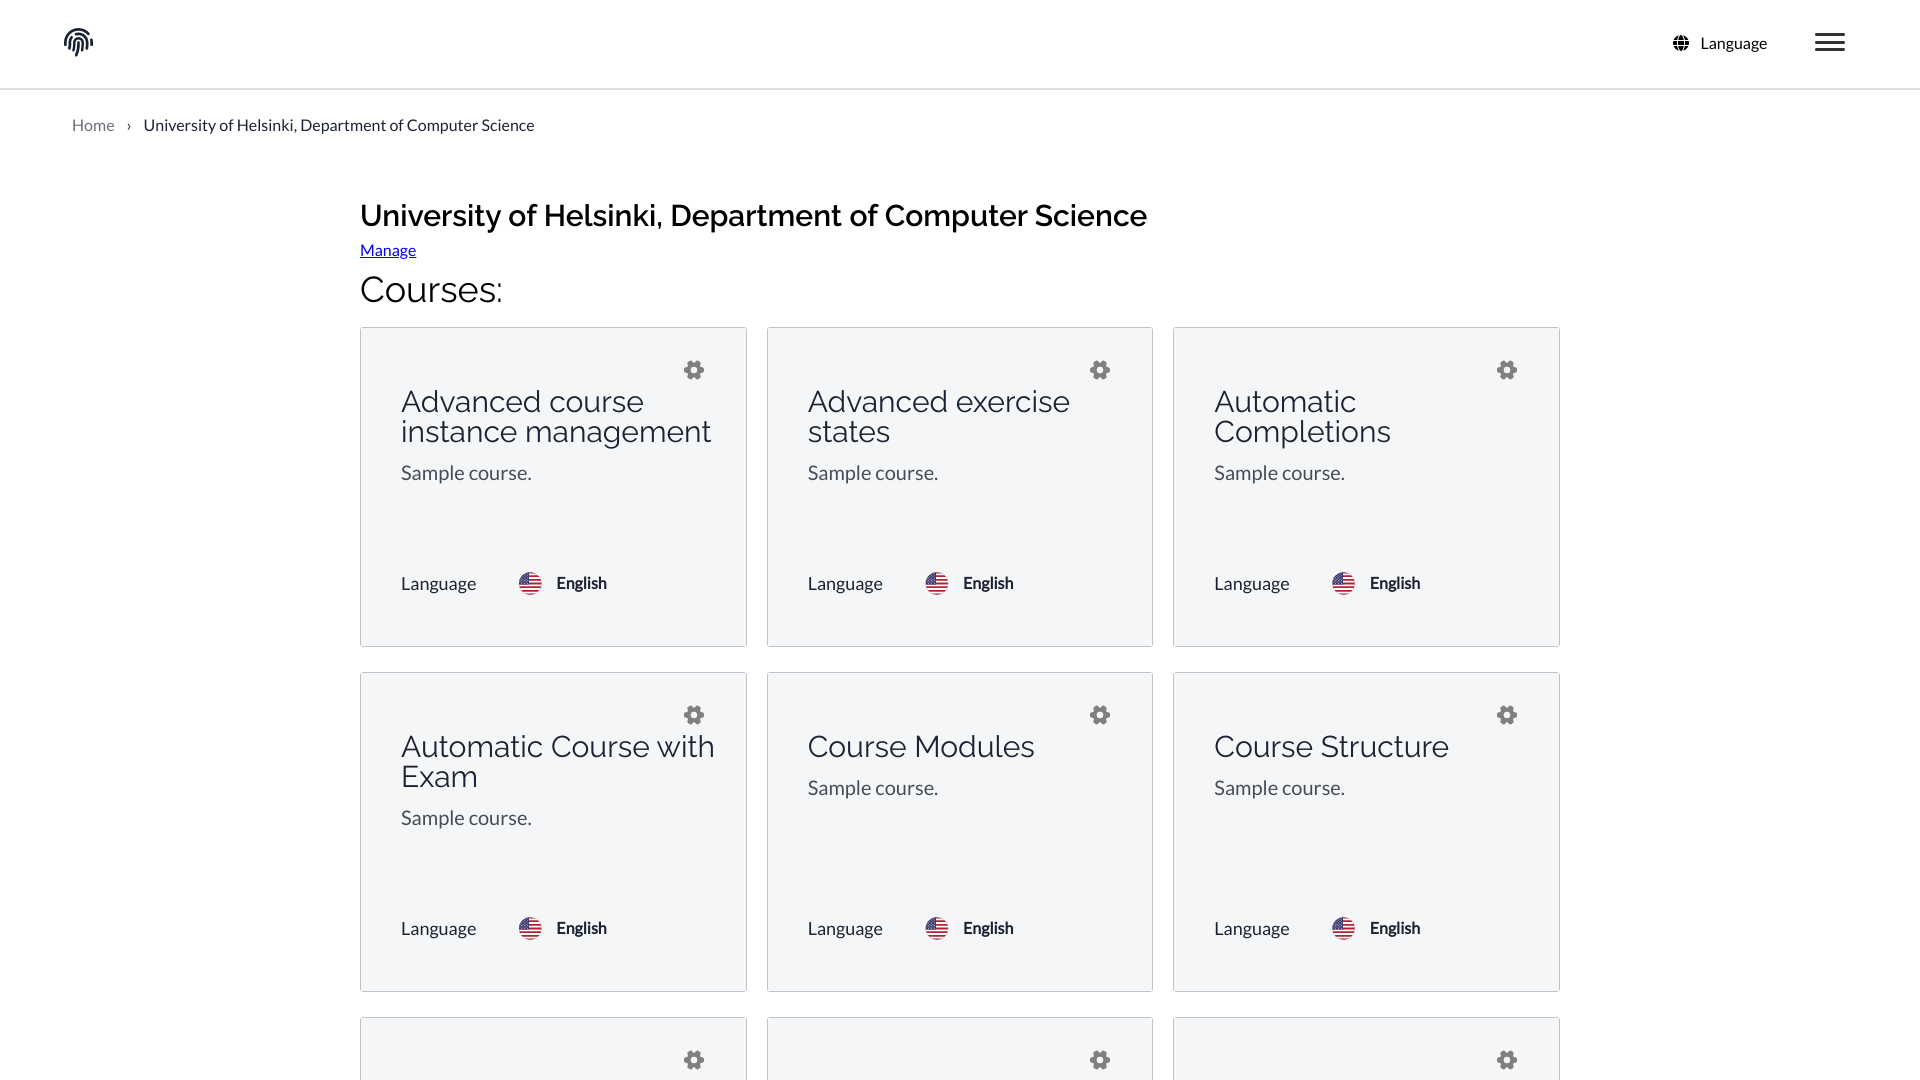 Language
Home › University of Helsinki, Department of Computer Science
University of Helsinki, Department of Computer Science
Manage
Courses:
Advanced course
instance management
Sample course.
Language English
Advanced exercise
states
Sample course.
Language English
Automatic
Completions
Sample course.
Language English
Automatic Course with
Exam
Sample course.
Language English
Course Modules
Sample course.
Language English
Course Structure
Sample course.
Language English